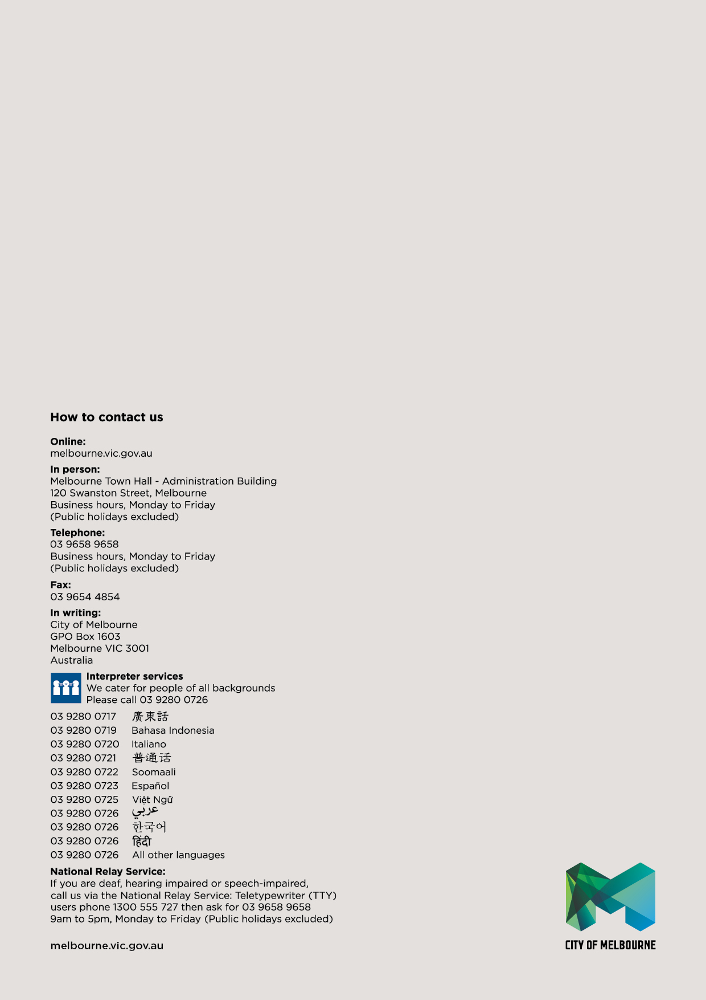 How to contact us
Online:
melbourne.vic.gov.au
In person:
Melbourne Town Hall - Administration Building
120 Swanston Street, Melbourne
Business hours, Monday to Friday
(Public holidays excluded)
Telephone:
03 9658 9658
Business hours, Monday to Friday
(Public holidays excluded)
Fax:
03 9654 4854
In writing:
City of Melbourne
GPO Box 1603
Melbourne VIC 3001
Australia
Interpreter services
We cater for people of all backgrounds
Please call 03 9280 0726
03 9280 0717 廣東話
03 9280 0719 Bahasa Indonesia
03 9280 0720 Italiano
03 9280 0721 普通话
03 9280 0722 Soomaali
03 9280 0723 Español
03 9280 0725 Việt Ngữ
03 9280 0726 عربي
03 9280 0726 한국어
03 9280 0726 हिंदी
03 9280 0726 All other languages
National Relay Service:
If you are deaf, hearing impaired or speech-impaired,
call us via the National Relay Service: Teletypewriter (TTY)
users phone 1300 555 727 then ask for 03 9658 9658
9am to 5pm, Monday to Friday (Public holidays excluded)
melbourne.vic.gov.au
CITY OF MELBOURNE